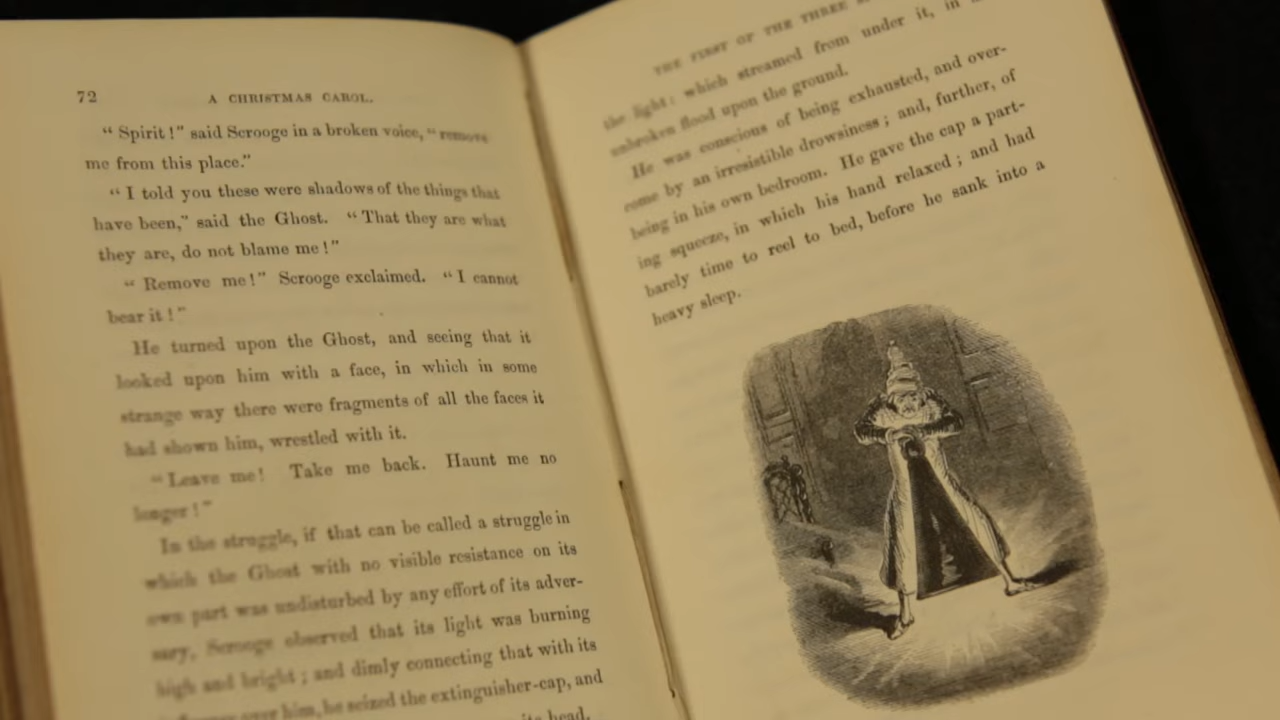 72
A CHRISTMAS CAROL.
“ Spirit !” said Scrooge in a broken voice, “ remove
me from this place.”
“ I told you these were shadows of the things that
have been,” said the Ghost. “ That they are what
they are, do not blame me ! ”
“ Remove me ! ” Scrooge exclaimed. “ I cannot
bear it ! ”
He turned upon the Ghost, and seeing that it
looked upon him with a face, in which in some
strange way there were fragments of all the faces it
had shown him, wrestled with it.
“ Leave me ! Take me back. Haunt me no
longer ! ”
In the struggle, if that can be called a struggle in
which the Ghost with no visible resistance on its
own part was undisturbed by any effort of its adver-
sary, Scrooge observed that its light was burning
high and bright ; and dimly connecting that with its
over him, he seized the extinguisher-cap, and
its head.
THE FIRST OF THE THREE
the light : which streamed from under it, in
unbroken flood upon the ground.
He was conscious of being exhausted, and over-
come by an irresistible drowsiness ; and, further, of
being in his own bedroom. He gave the cap a part-
ing squeeze, in which his hand relaxed ; and had
barely time to reel to bed, before he sank into a
heavy sleep.